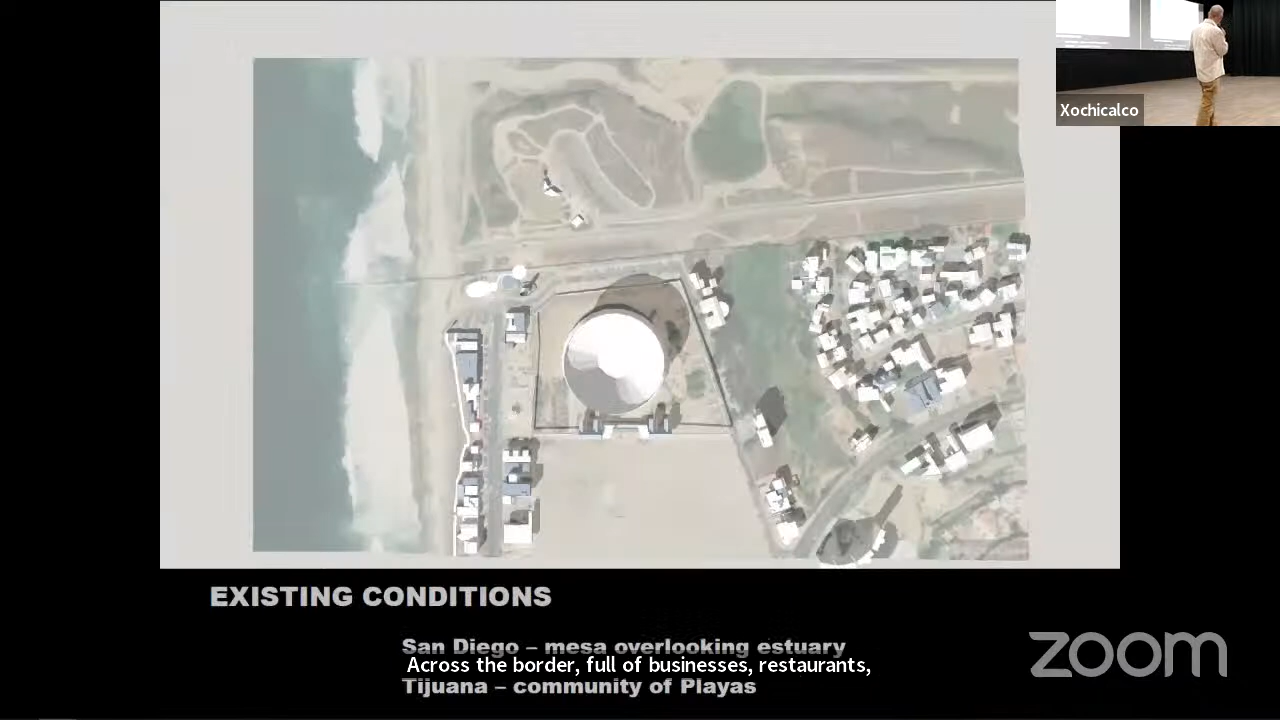 Xochicalco
EXISTING CONDITIONS
San Diego – mesa overlooking estuary
Across the border, full of businesses, restaurants,
Tijuana – community of Playas
zoom